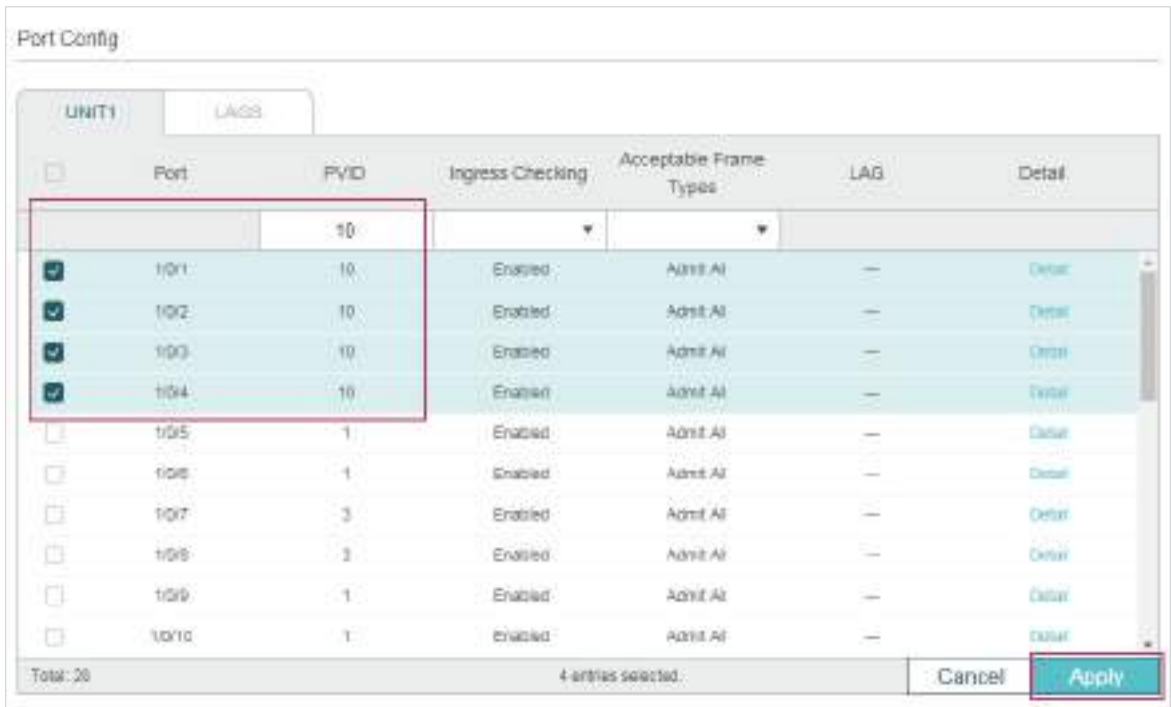 Port Config
UNIT1 LAGS
Port PVID Ingress Checking Acceptable Frame Types LAG Detail
10
1/0/1 10 Enabled Admit All --- Detail
1/0/2 10 Enabled Admit All --- Detail
1/0/3 10 Enabled Admit All --- Detail
1/0/4 10 Enabled Admit All --- Detail
1/0/5 1 Enabled Admit All --- Detail
1/0/6 1 Enabled Admit All --- Detail
1/0/7 3 Enabled Admit All --- Detail
1/0/8 3 Enabled Admit All --- Detail
1/0/9 1 Enabled Admit All --- Detail
1/0/10 1 Enabled Admit All --- Detail
Total: 28 4 entries selected. Cancel Apply